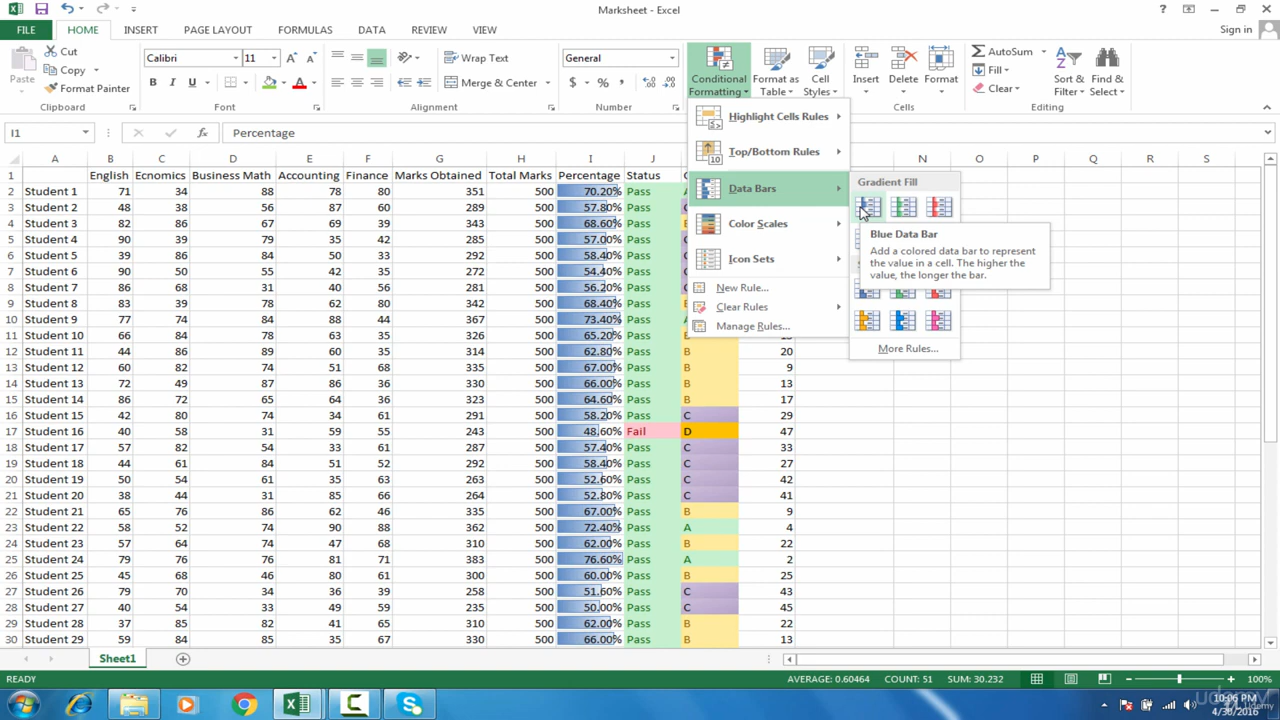 Marksheet - Excel
Sign in
FILE HOME INSERT PAGE LAYOUT FORMULAS DATA REVIEW VIEW
Paste Cut Copy Format Painter Clipboard
Calibri 11 B I U A A A Font
Wrap Text Merge & Center Alignment
General $ % , Number
Conditional Formatting Format as Table Cell Styles
Insert Delete Format Cells
AutoSum Fill Clear Sort & Filter Find & Select Editing
Highlight Cells Rules
Top/Bottom Rules
Data Bars
Color Scales
Icon Sets
New Rule...
Clear Rules
Manage Rules...
Gradient Fill
Blue Data Bar
Add a colored data bar to represent
the value in a cell. The higher the
value, the longer the bar.
More Rules...
I1 fx Percentage
A B C D E F G H I J N O P Q R S
1 English Ecnomics Business Math Accounting Finance Marks Obtained Total Marks Percentage Status
2 Student 1 71 34 88 78 80 351 500 70.20% Pass
3 Student 2 48 38 56 87 60 289 500 57.80% Pass
4 Student 3 82 90 77 54 40 343 500 68.60% Pass
5 Student 4 90 39 79 35 42 285 500 57.00% Pass
6 Student 5 39 86 84 50 33 292 500 58.40% Pass
7 Student 6 90 50 55 42 35 272 500 54.40% Pass
8 Student 7 34 88 84 38 37 281 500 56.20% Pass
9 Student 8 83 39 78 62 80 342 500 68.40% Pass
10 Student 9 73 74 88 88 44 367 500 73.40% Pass
11 Student 10 66 84 78 63 35 326 500 65.20% Pass
12 Student 11 44 86 89 60 35 314 500 62.80% Pass B 20
13 Student 12 60 82 74 51 68 335 500 67.00% Pass B 9
14 Student 13 72 49 87 86 36 330 500 66.00% Pass B 13
15 Student 14 86 72 65 64 36 323 500 64.60% Pass B 17
16 Student 15 42 80 74 34 61 291 500 58.20% Pass C 29
17 Student 16 40 58 31 59 55 243 500 48.60% Fail D 47
18 Student 17 57 82 54 33 61 287 500 57.40% Pass C 33
19 Student 18 44 61 84 51 52 292 500 58.40% Pass C 27
20 Student 19 50 54 61 35 63 263 500 52.60% Pass C 42
21 Student 20 38 44 31 85 66 264 500 52.80% Pass C 41
22 Student 21 65 76 86 62 46 335 500 67.00% Pass B 9
23 Student 22 58 52 74 90 88 362 500 72.40% Pass A 4
24 Student 23 57 64 74 47 68 310 500 62.00% Pass B 22
25 Student 24 79 76 76 81 71 383 500 76.60% Pass A 2
26 Student 25 45 68 46 80 61 300 500 60.00% Pass B 25
27 Student 26 79 70 34 36 39 258 500 51.60% Pass C 43
28 Student 27 40 54 33 49 59 235 500 50.00% Pass C 45
29 Student 28 37 85 82 41 65 310 500 62.00% Pass B 22
30 Student 29 59 84 85 35 67 330 500 66.00% Pass B 13
Sheet1
READY AVERAGE: 0.60464 COUNT: 51 SUM: 30.232 100%
10:06 PM
4/30/2016
udemy